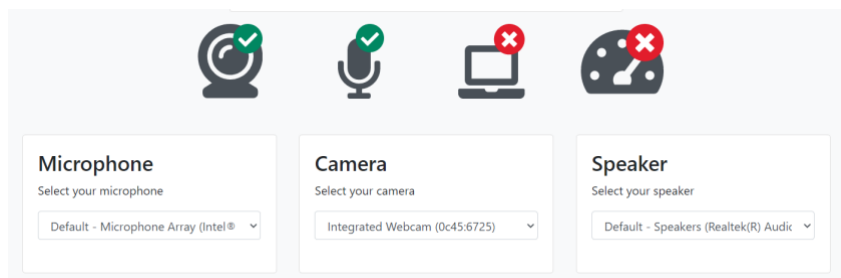 Microphone
Select your microphone
Default - Microphone Array (Intel®
Camera
Select your camera
Integrated Webcam (0c45:6725)
Speaker
Select your speaker
Default - Speakers (Realtek(R) Audic